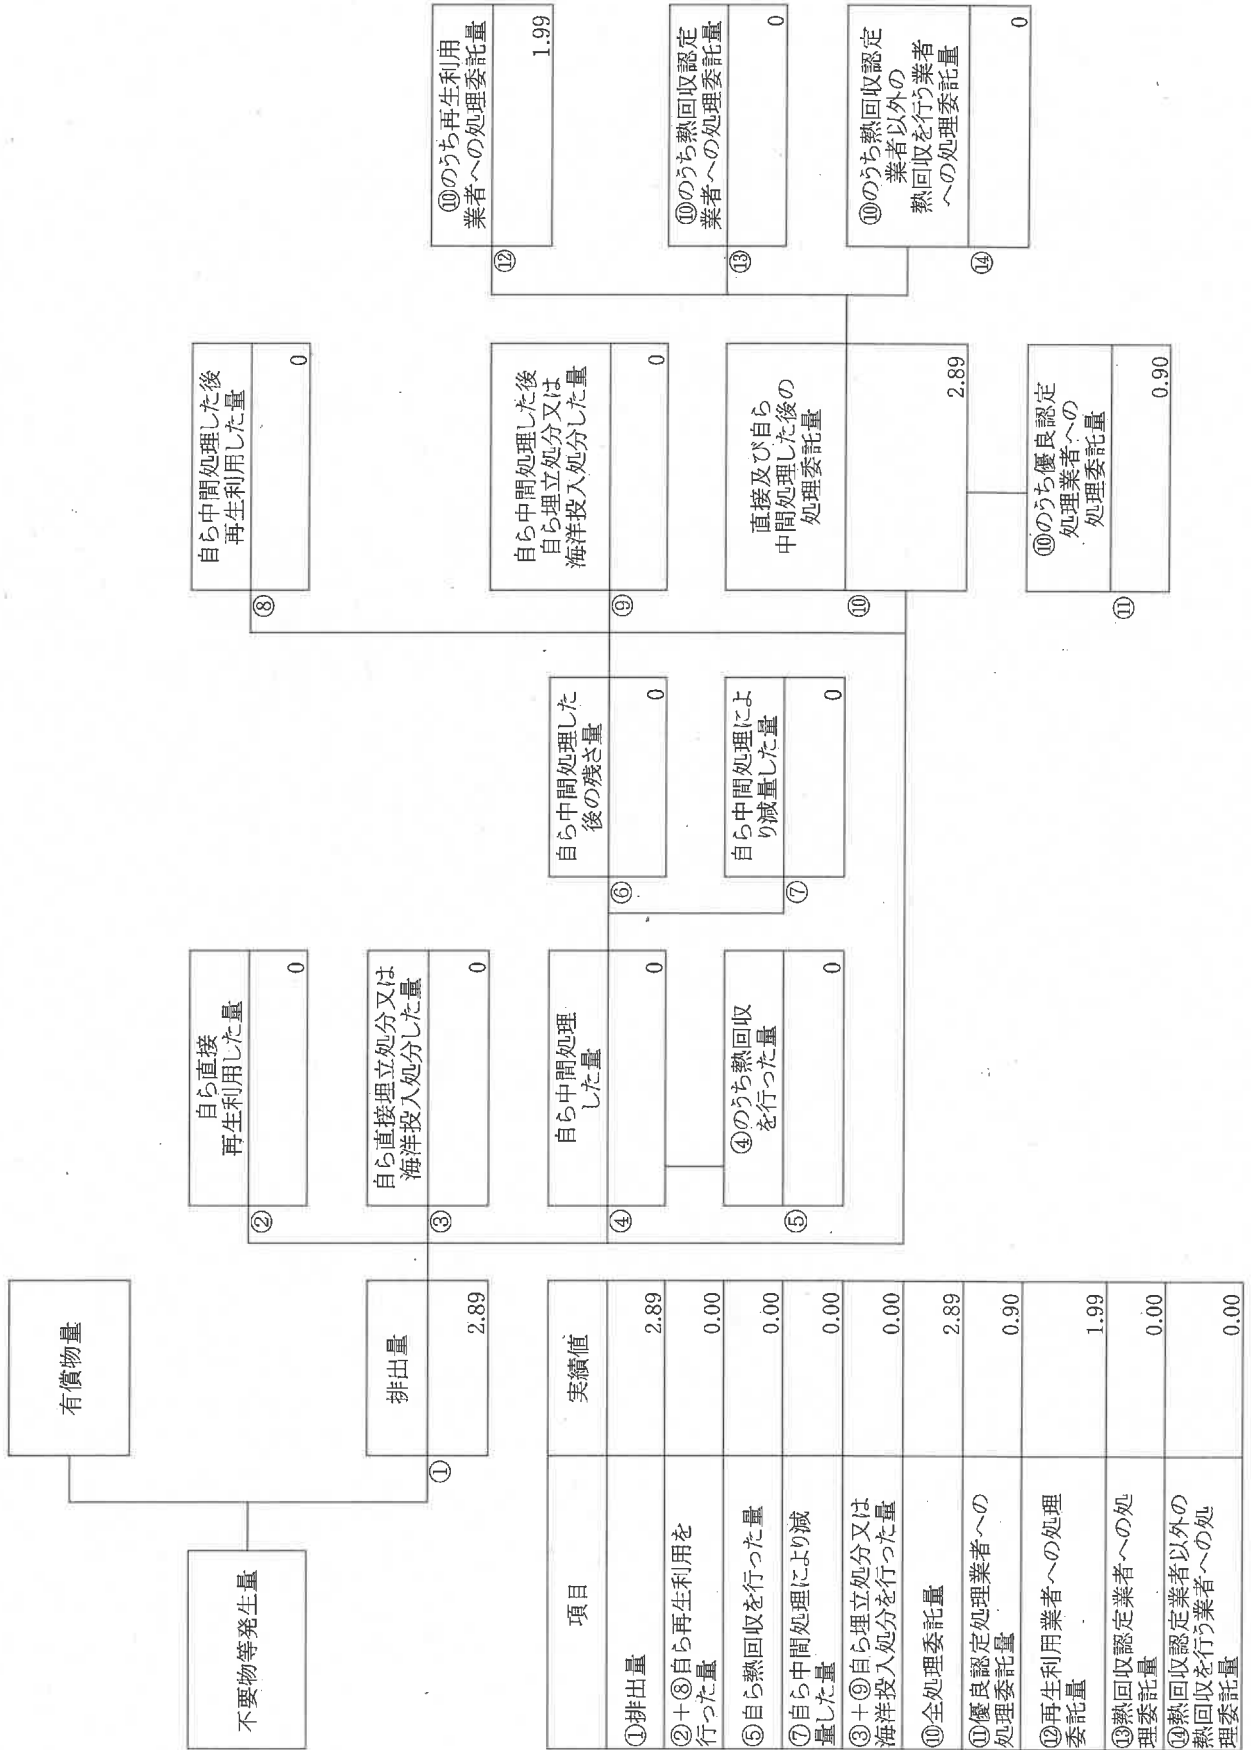 不要物等発生量
有償物量
①
排出量
2.89
②
自ら直接
再生利用した量
0
③
自ら直接埋立処分又は
海洋投入処分した量
0
④
自ら中間処理
した量
0
⑤
④のうち熱回収
を行った量
0
⑥
自ら中間処理した
後の残さ量
0
⑦
自ら中間処理によ
り減量した量
0
⑧
自ら中間処理した後
再生利用した量
0
⑨
自ら中間処理した後
自ら埋立処分又は
海洋投入処分した量
0
⑩
直接及び自ら
中間処理した後の
処理委託量
2.89
⑪
⑩のうち優良認定
処理業者への
処理委託量
0.90
⑫
⑩のうち再生利用
業者への処理委託量
1.99
⑬
⑩のうち熱回収認定
業者への処理委託量
0
⑭
⑩のうち熱回収認定
業者以外の
熱回収を行う業者
への処理委託量
0
項目 実績値
①排出量 2.89
②+⑧自ら再生利用を
行った量 0.00
⑤自ら熱回収を行った量 0.00
⑦自ら中間処理により減
量した量 0.00
③+⑨自ら埋立処分又は
海洋投入処分を行った量 0.00
⑩全処理委託量 2.89
⑪優良認定処理業者への
処理委託量 0.90
⑫再生利用業者への処理
委託量 1.99
⑬熱回収認定業者への処
理委託量 0.00
⑭熱回収認定業者以外の
熱回収を行う業者への処
理委託量 0.00